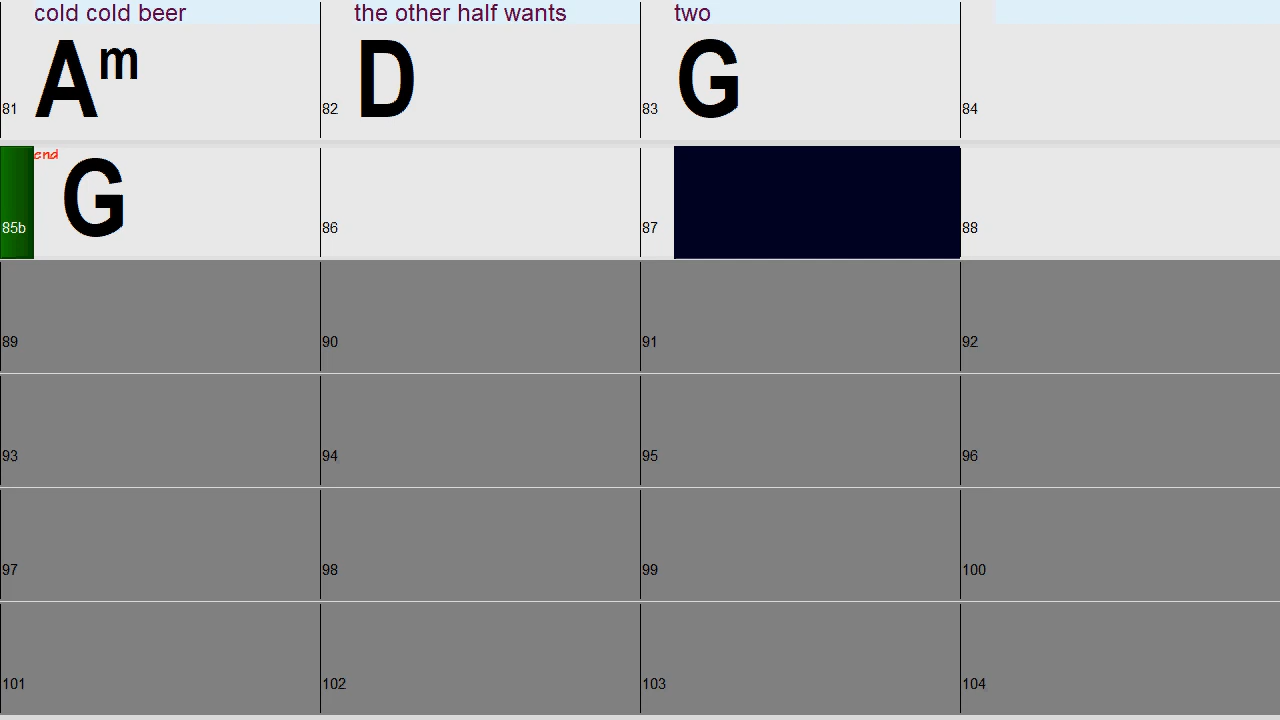 cold cold beer the other half wants two
81 Am 82 D 83 G 84
end
85b G 86 87 88
89 90 91 92
93 94 95 96
97 98 99 100
101 102 103 104